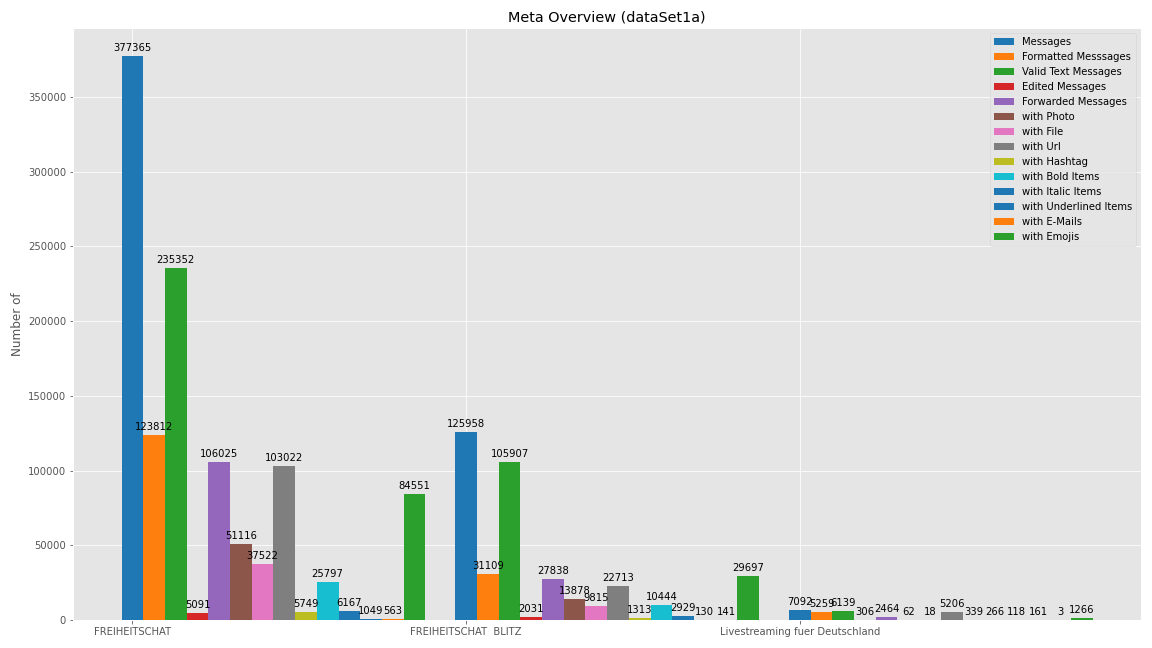 Meta Overview (dataSet1a)
Number of
350000
300000
250000
200000
150000
100000
50000
0
377365
123812
235352
5091
106025
51116
37522
103022
5749
25797
6167
1049
563
84551
125958
31109
105907
2031
27838
13878
9815
22713
1313
10444
2929
130
141
29697
7092
5259
6139
306
2464
62
18
5206
339
266
118
161
3
1266
FREIHEITSCHAT
FREIHEITSCHAT BLITZ
Livestreaming fuer Deutschland
Messages
Formatted Messsages
Valid Text Messages
Edited Messages
Forwarded Messages
with Photo
with File
with Url
with Hashtag
with Bold Items
with Italic Items
with Underlined Items
with E-Mails
with Emojis